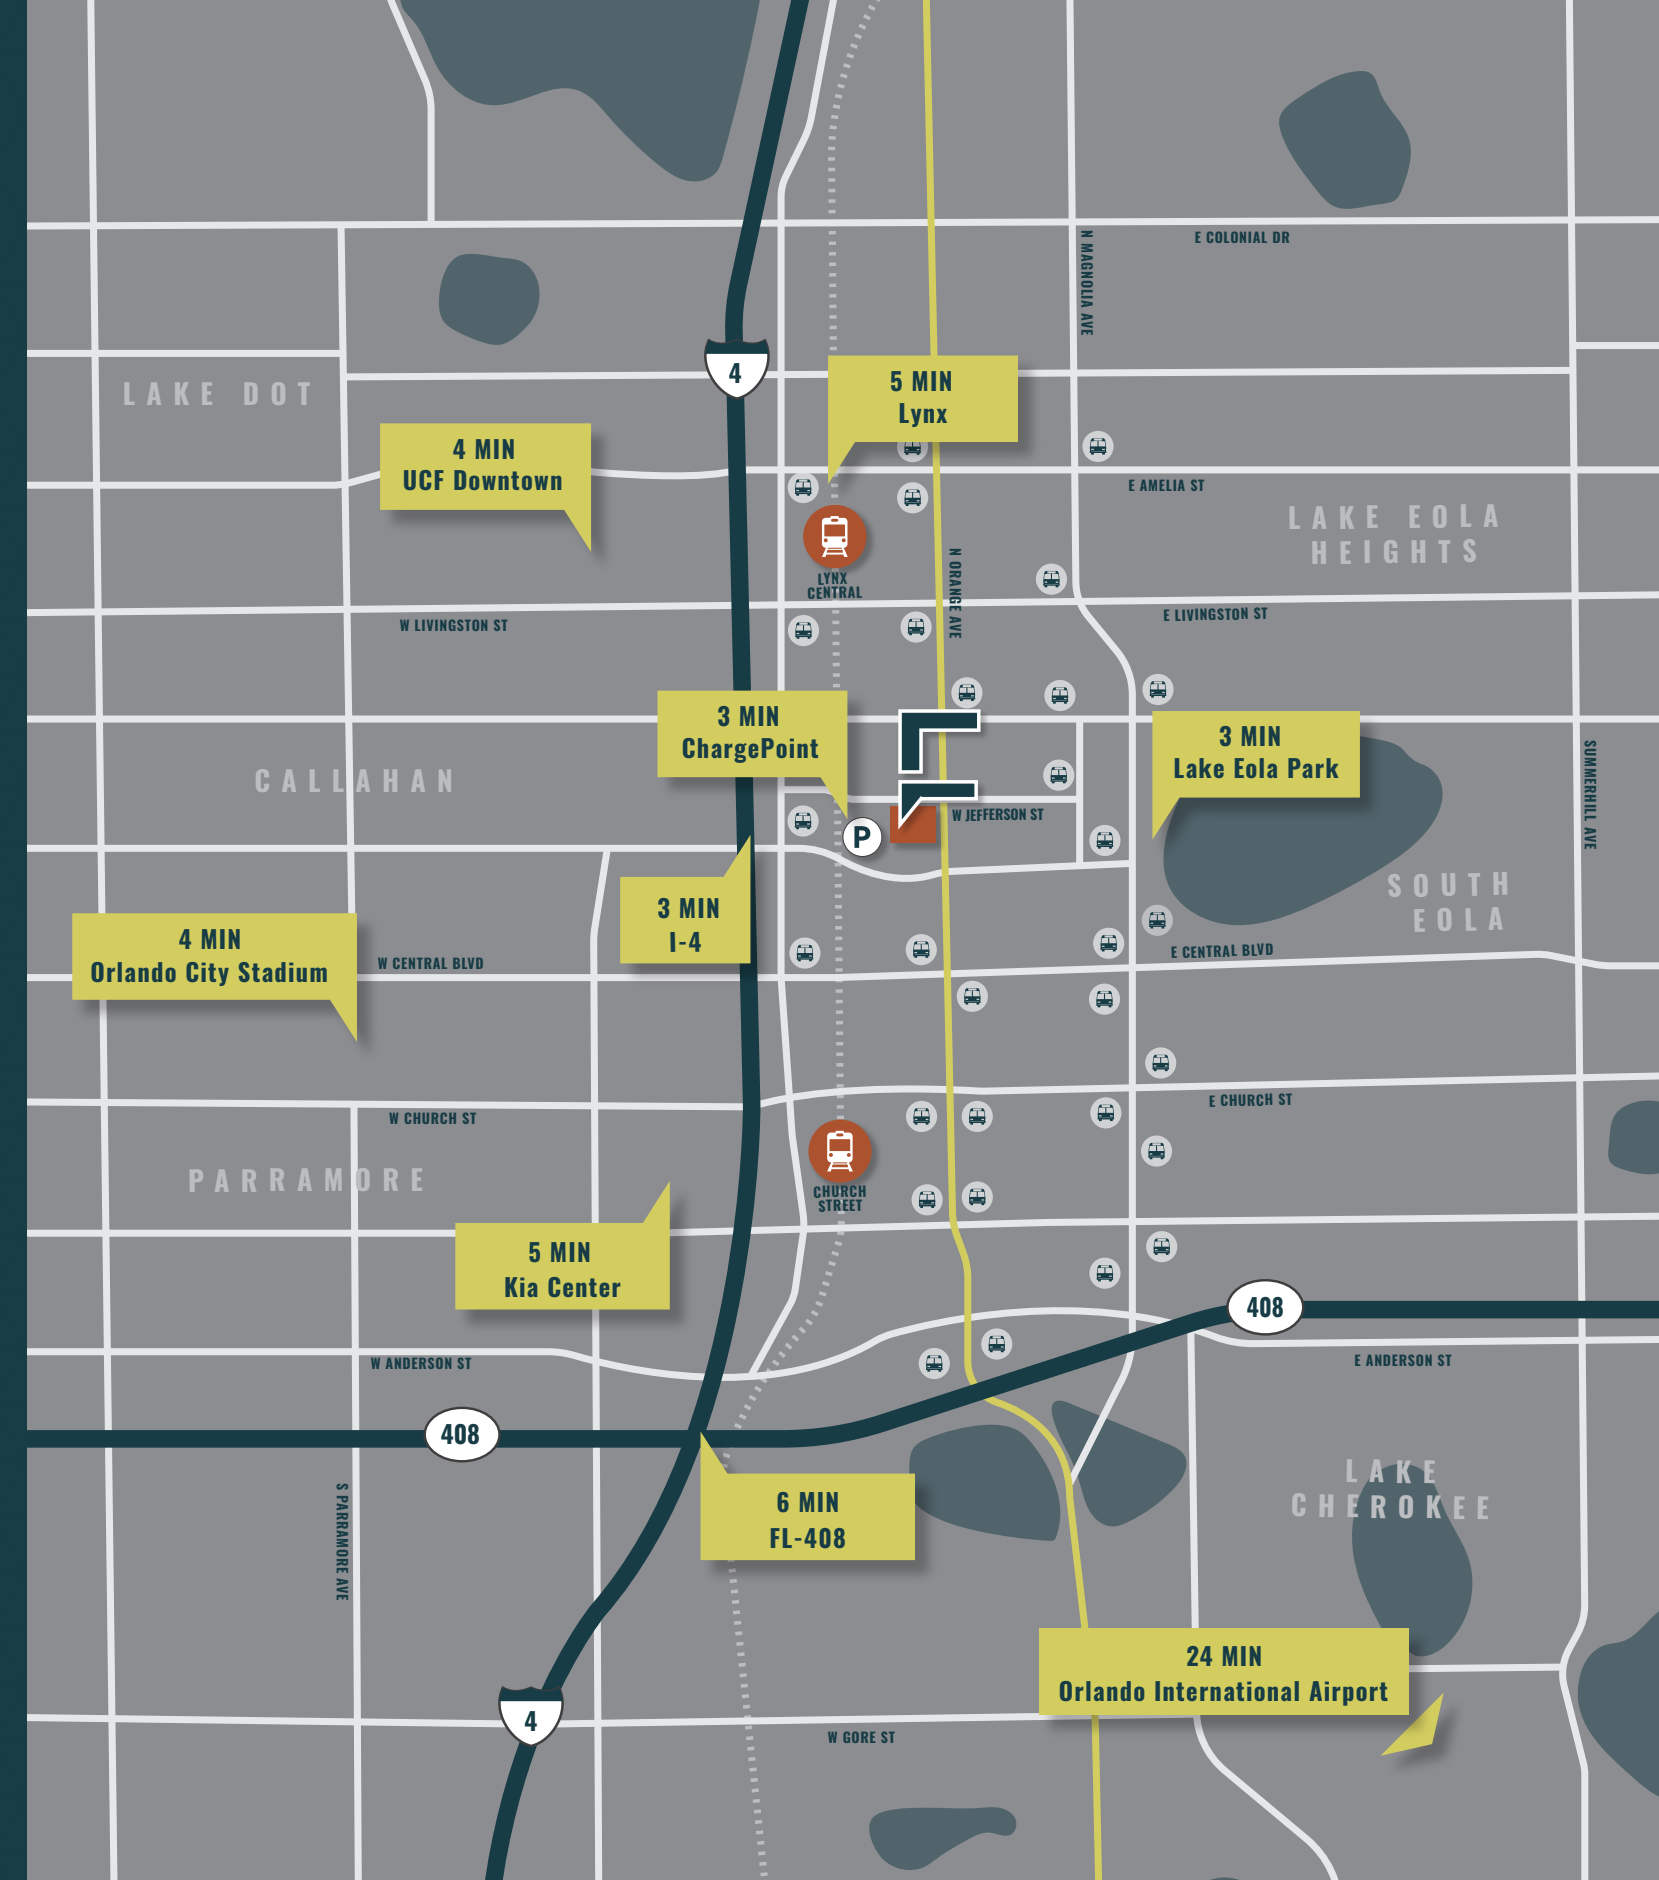 E COLONIAL DR
N MAGNOLIA AVE
4
LAKE DOT
5 MIN
Lynx
4 MIN
UCF Downtown
E AMELIA ST
LAKE EOLA
HEIGHTS
LYNX
CENTRAL
N ORANGE AVE
W LIVINGSTON ST
E LIVINGSTON ST
3 MIN
ChargePoint
3 MIN
Lake Eola Park
CALLAHAN
SUMMERHILL AVE
W JEFFERSON ST
P
SOUTH
EOLA
3 MIN
I-4
4 MIN
Orlando City Stadium
W CENTRAL BLVD
E CENTRAL BLVD
W CHURCH ST
E CHURCH ST
PARRAMORE
CHURCH
STREET
5 MIN
Kia Center
408
W ANDERSON ST
E ANDERSON ST
408
S PARRAMORE AVE
6 MIN
FL-408
LAKE
CHEROKEE
24 MIN
Orlando International Airport
4
W GORE ST